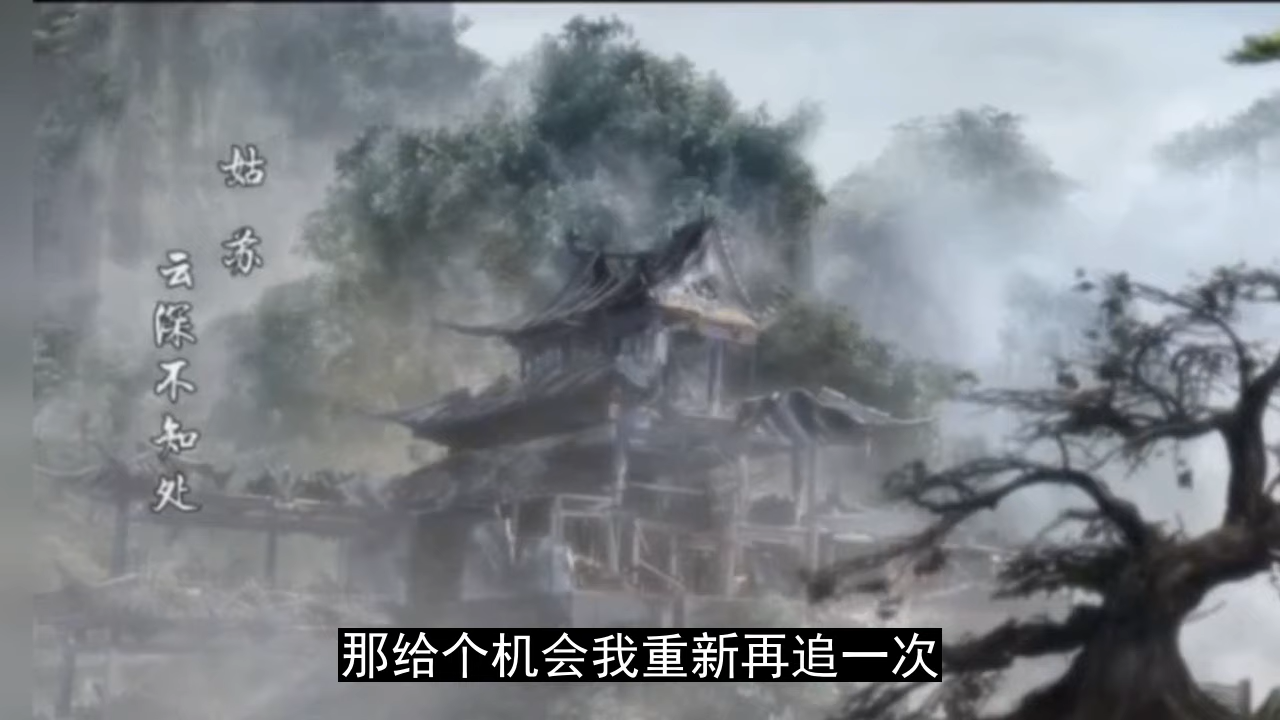 姑苏
云深不知处
那给个机会我重新再追一次